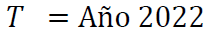 T = Año 2022